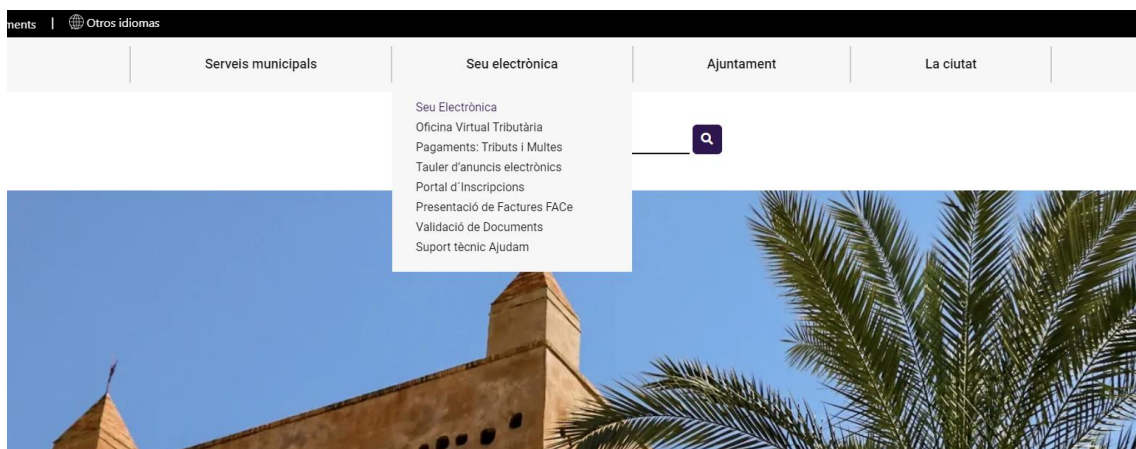 ments | Otros idiomas
Serveis municipals Seu electrònica Ajuntament La ciutat
Seu Electrònica
Oficina Virtual Tributària
Pagaments: Tributs i Multes
Tauler d'anuncis electrònics
Portal d´Inscripcions
Presentació de Factures FACe
Validació de Documents
Suport tècnic Ajudam